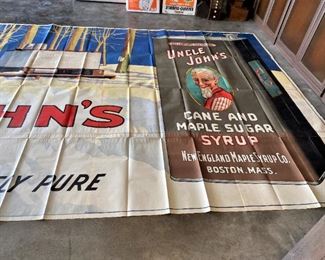 HN'S
LY PURE
UNCLE
JOHN'S
CANE AND
MAPLE SUGAR
SYRUP
NEW ENGLAND MAPLE SYRUP CO.
BOSTON, MASS.